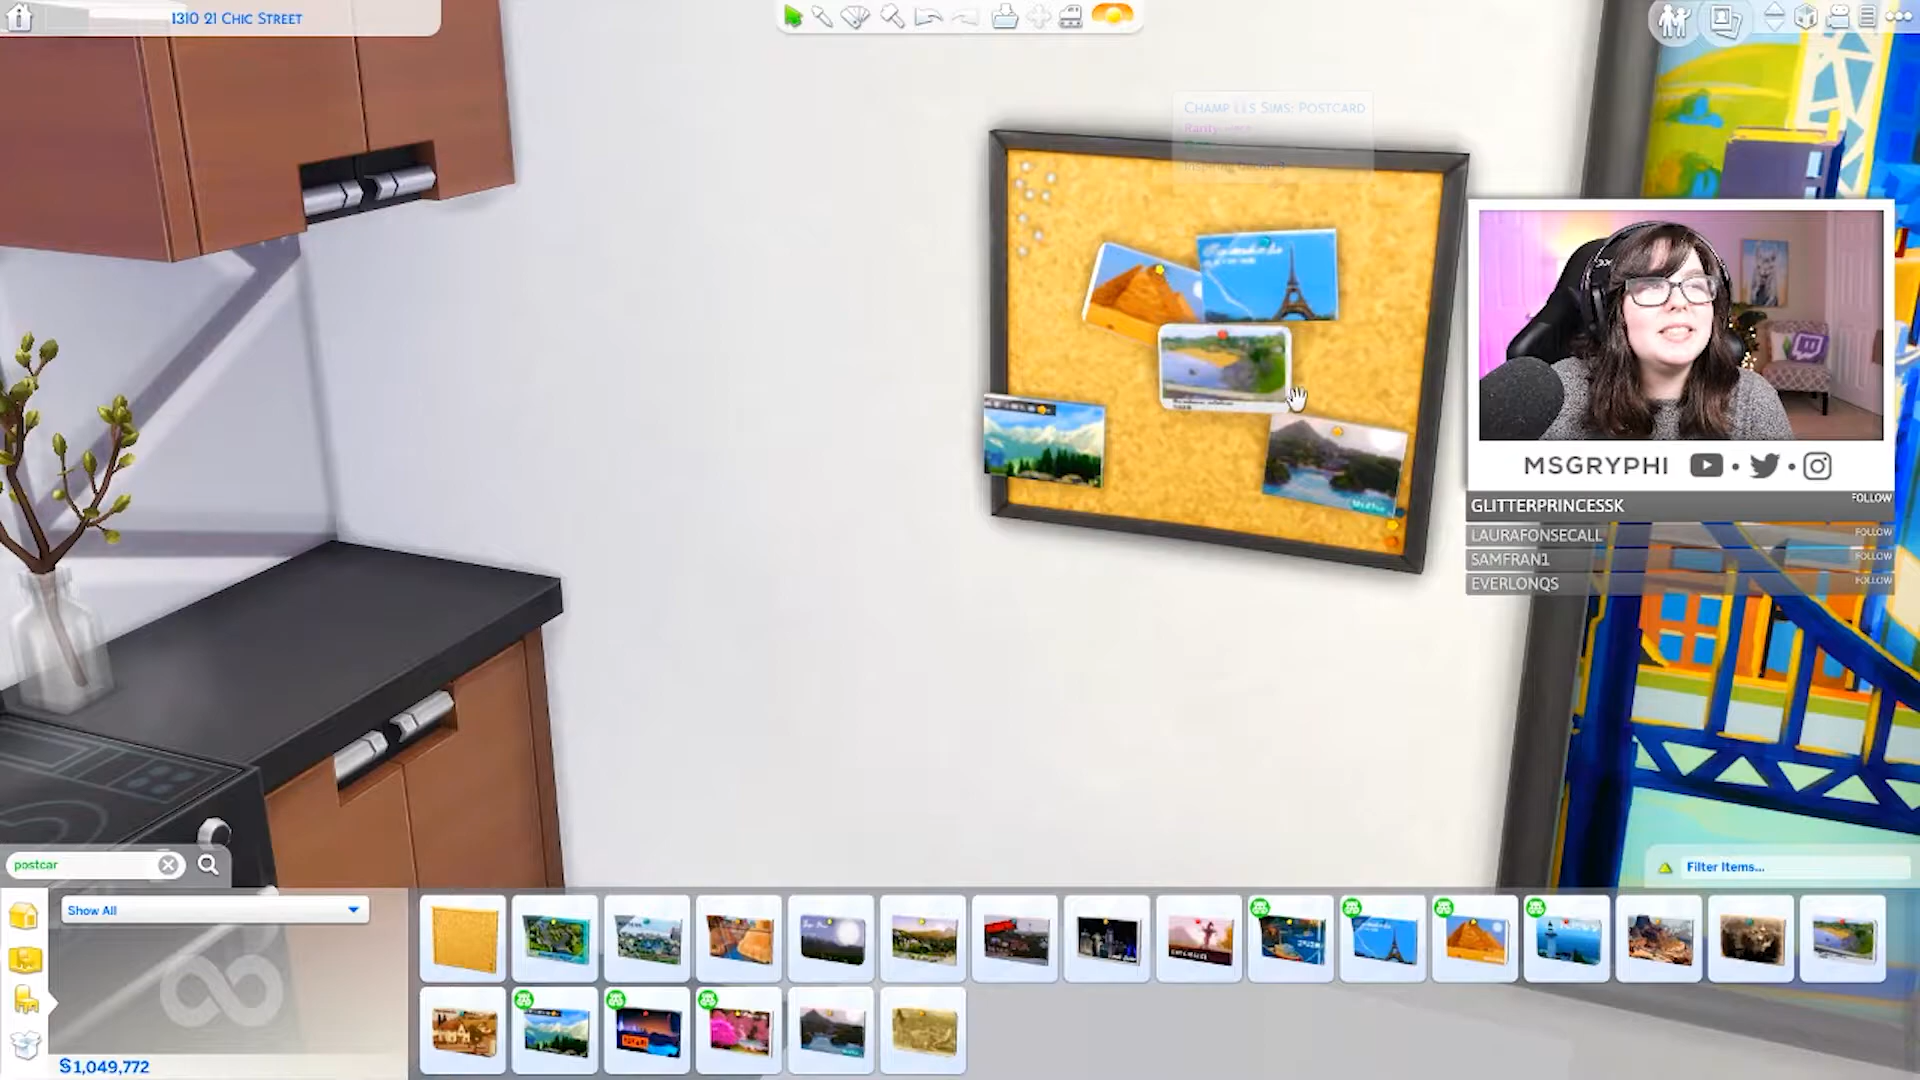 1310 21 CHIC STREET
CHAMP LES SIMS: POSTCARD
Rarity
MSGRYPHI
GLITTERPRINCESSK FOLLOW
LAURAFONSECALL FOLLOW
SAMFRAN1 FOLLOW
EVERLONQS FOLLOW
postcar
Filter Items...
Show All
$1,049,772